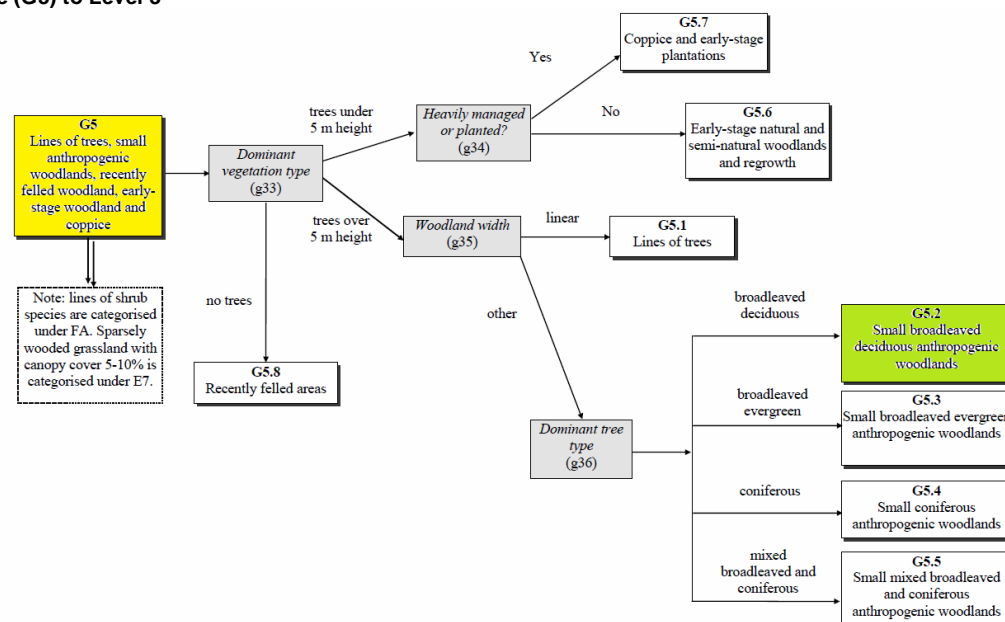 e (G5) to Level 3
G5
Lines of trees, small
anthropogenic
woodlands, recently
felled woodland, early-
stage woodland and
coppice
Note: lines of shrub
species are categorised
under FA. Sparsely
wooded grassland with
canopy cover 5-10% is
categorised under E7.
Dominant
vegetation type
(g33)
trees under
5 m height
trees over
5 m height
no trees
G5.8
Recently felled areas
Heavily managed
or planted?
(g34)
Yes
No
G5.7
Coppice and early-stage
plantations
G5.6
Early-stage natural and
semi-natural woodlands
and regrowth
Woodland width
(g35)
linear
G5.1
Lines of trees
other
Dominant tree
type
(g36)
broadleaved
deciduous
G5.2
Small broadleaved
deciduous anthropogenic
woodlands
broadleaved
evergreen
G5.3
Small broadleaved evergreen
anthropogenic woodlands
coniferous
G5.4
Small coniferous
anthropogenic woodlands
mixed
broadleaved and
coniferous
G5.5
Small mixed broadleaved
and coniferous
anthropogenic woodlands